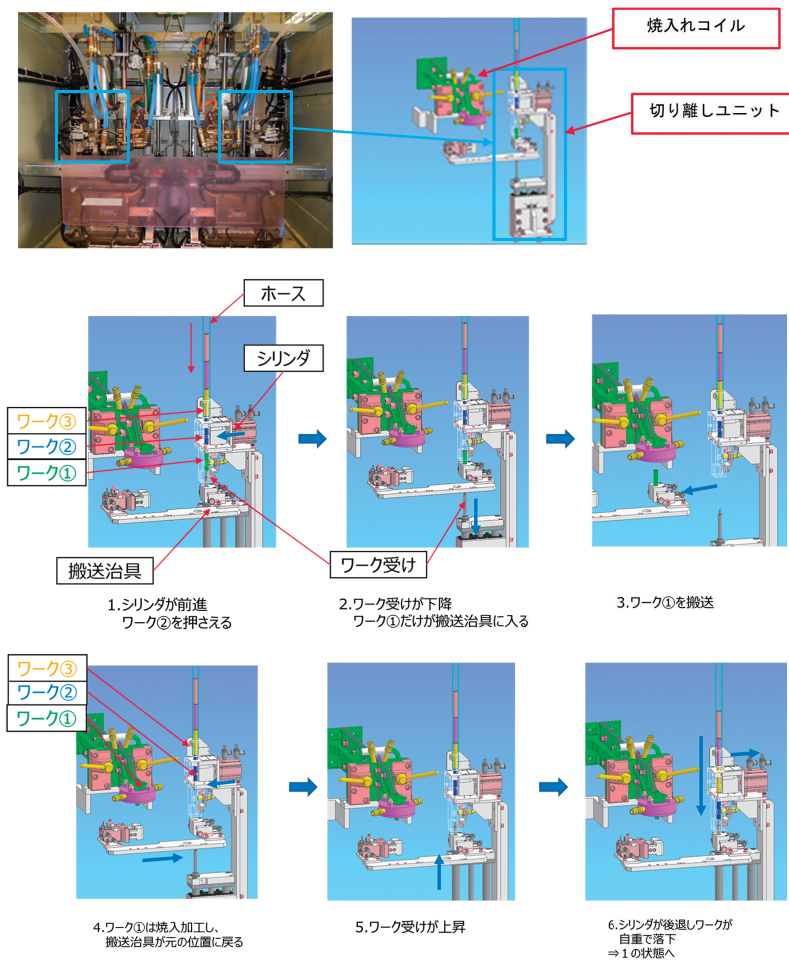 焼入れコイル
切り離しユニット
ホース
シリンダ
ワーク③
ワーク②
ワーク①
搬送治具
ワーク受け
1.シリンダが前進
ワーク②を押さえる
2.ワーク受けが下降
ワーク①だけが搬送治具に入る
3.ワーク①を搬送
ワーク③
ワーク②
ワーク①
4.ワーク①は焼入加工し、
搬送治具が元の位置に戻る
5.ワーク受けが上昇
6.シリンダが後退しワークが
自重で落下
⇒１の状態へ